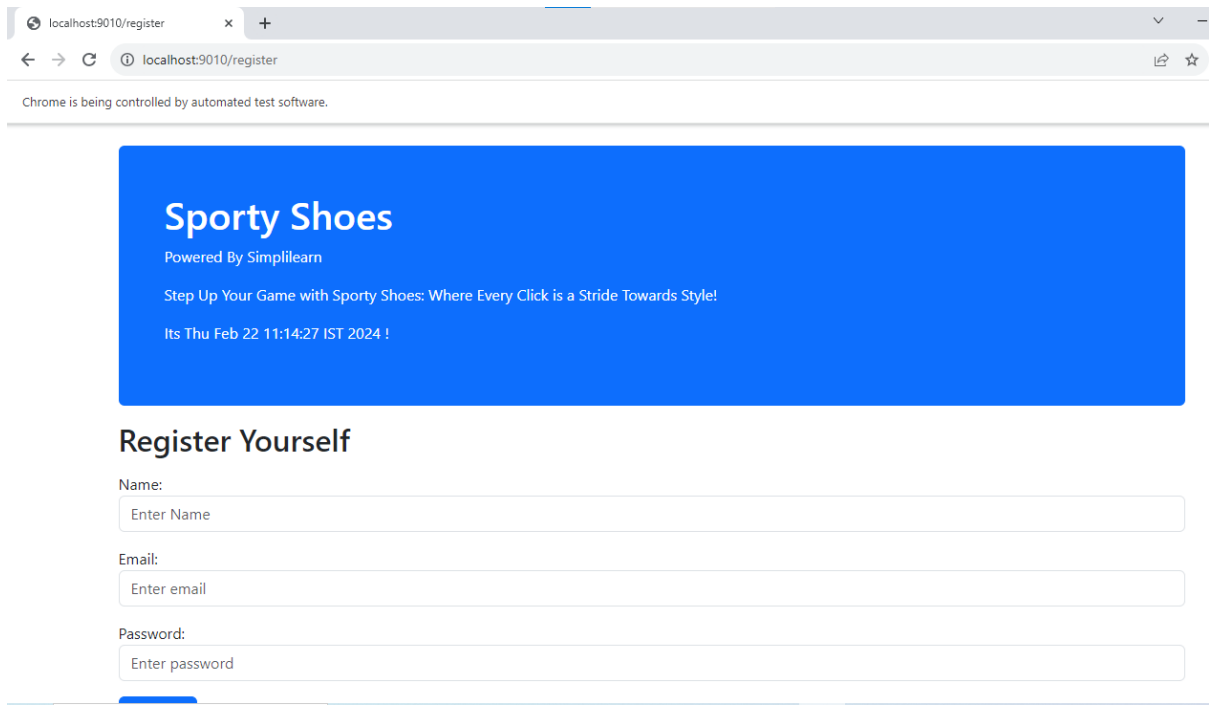 localhost:9010/register
localhost:9010/register
Chrome is being controlled by automated test software.
Sporty Shoes
Powered By Simplilearn
Step Up Your Game with Sporty Shoes: Where Every Click is a Stride Towards Style!
Its Thu Feb 22 11:14:27 IST 2024 !
Register Yourself
Name:
Enter Name
Email:
Enter email
Password:
Enter password